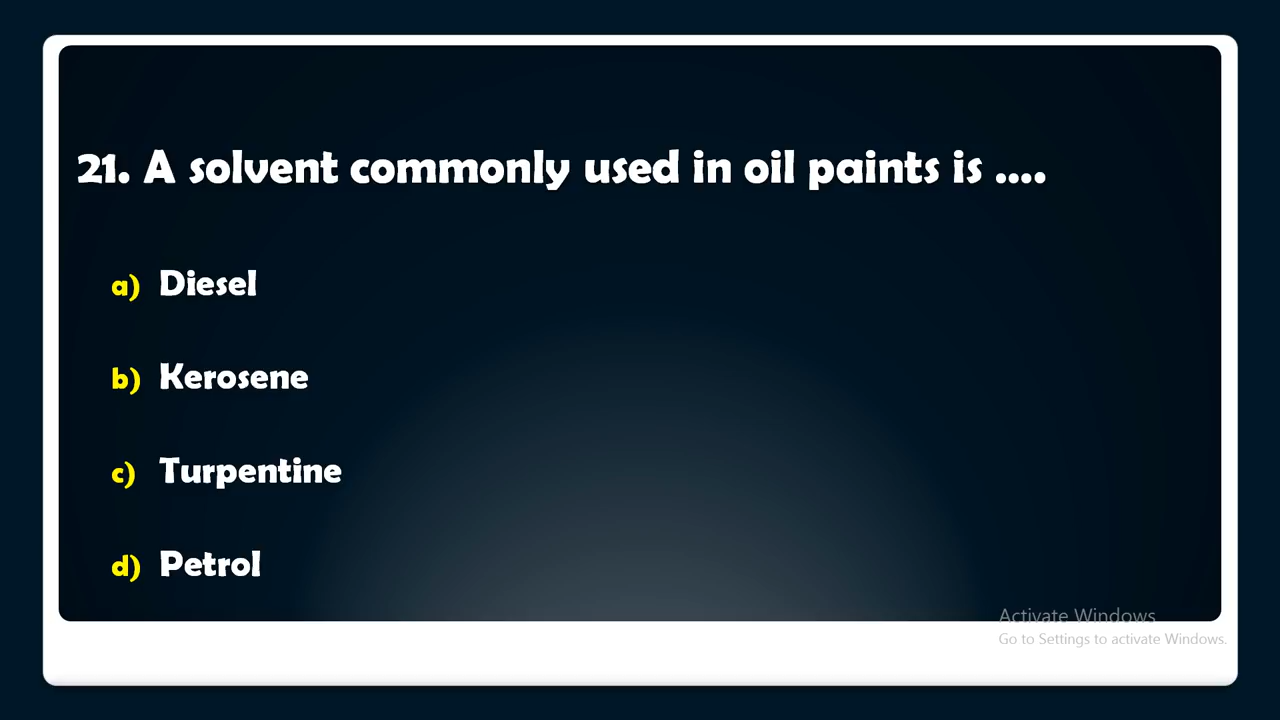 21. A solvent commonly used in oil paints is ....
a) Diesel
b) Kerosene
c) Turpentine
d) Petrol
Activate Windows
Go to Settings to activate Windows.